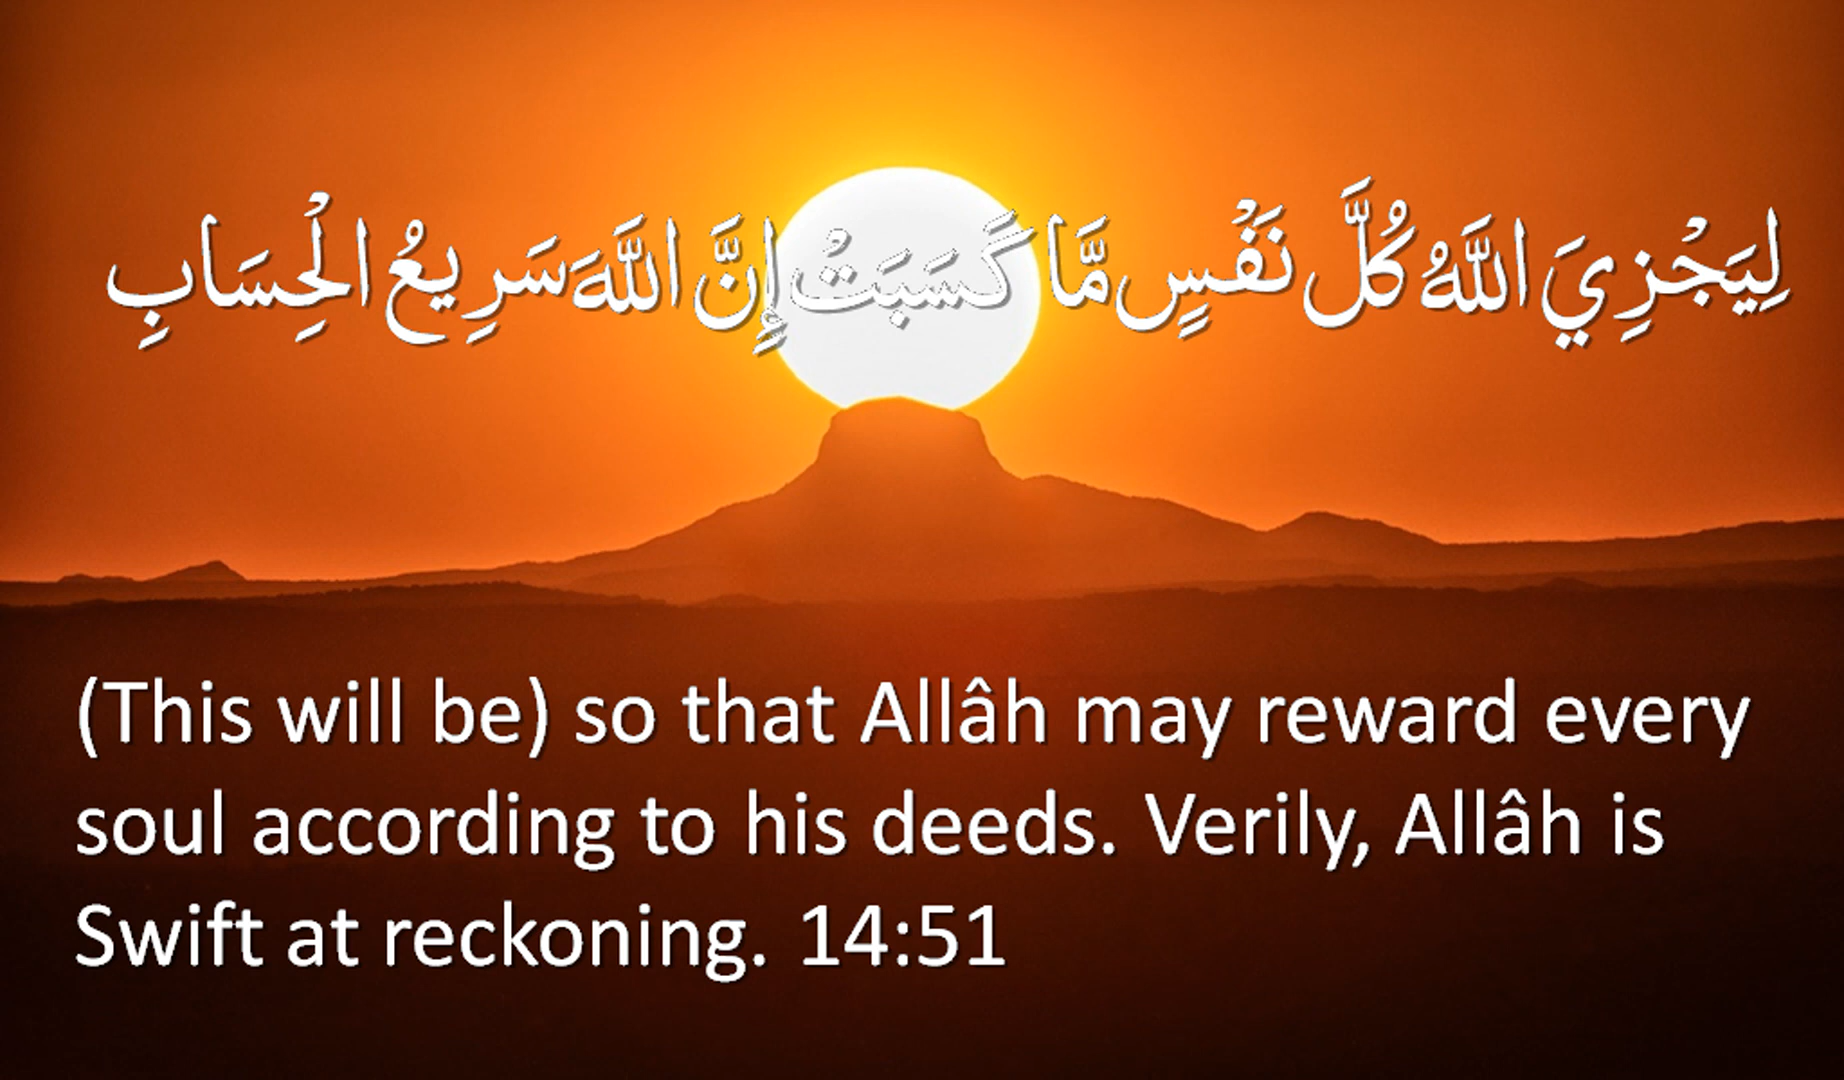 لِيَجْزِيَ اللَّهُ كُلَّ نَفْسٍ مَّا كَسَبَتْ إِنَّ اللَّهَ سَرِيعُ الْحِسَابِ
(This will be) so that Allâh may reward every
soul according to his deeds. Verily, Allâh is
Swift at reckoning. 14:51